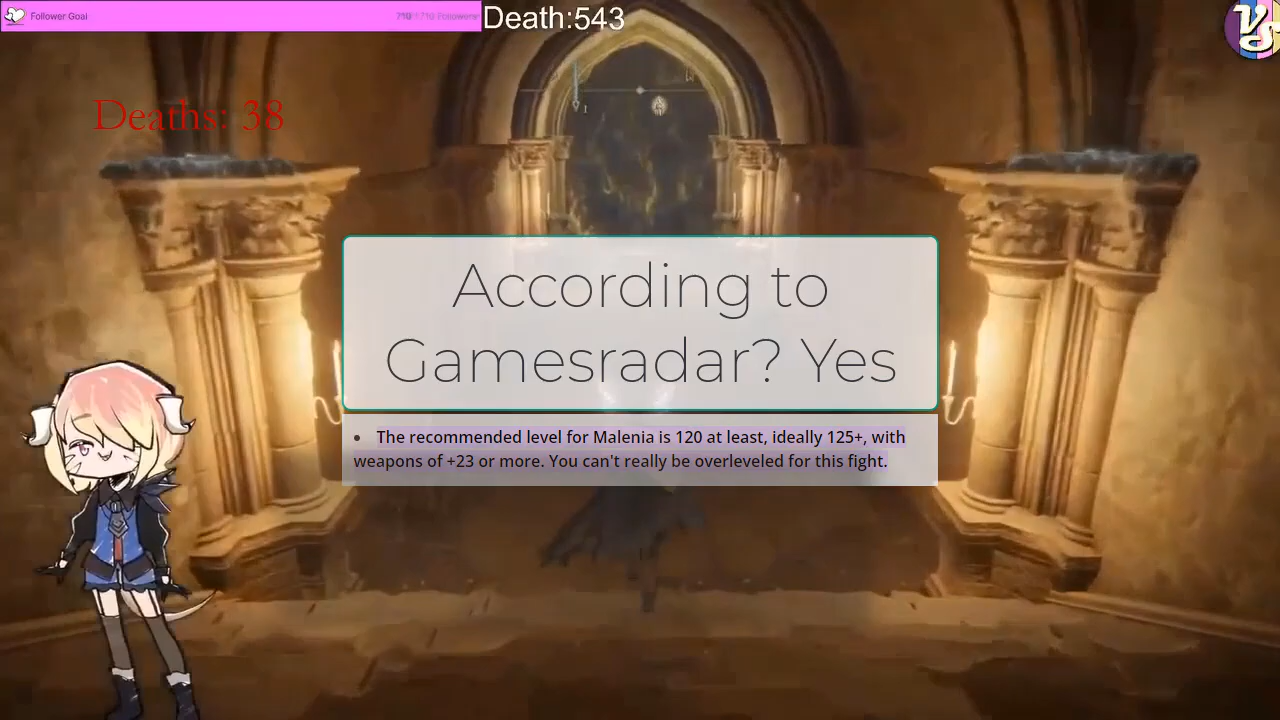 Follower Goal
Death:543
Deaths: 38
According to
Gamesradar? Yes
• The recommended level for Malenia is 120 at least, ideally 125+, with
weapons of +23 or more. You can't really be overleveled for this fight.